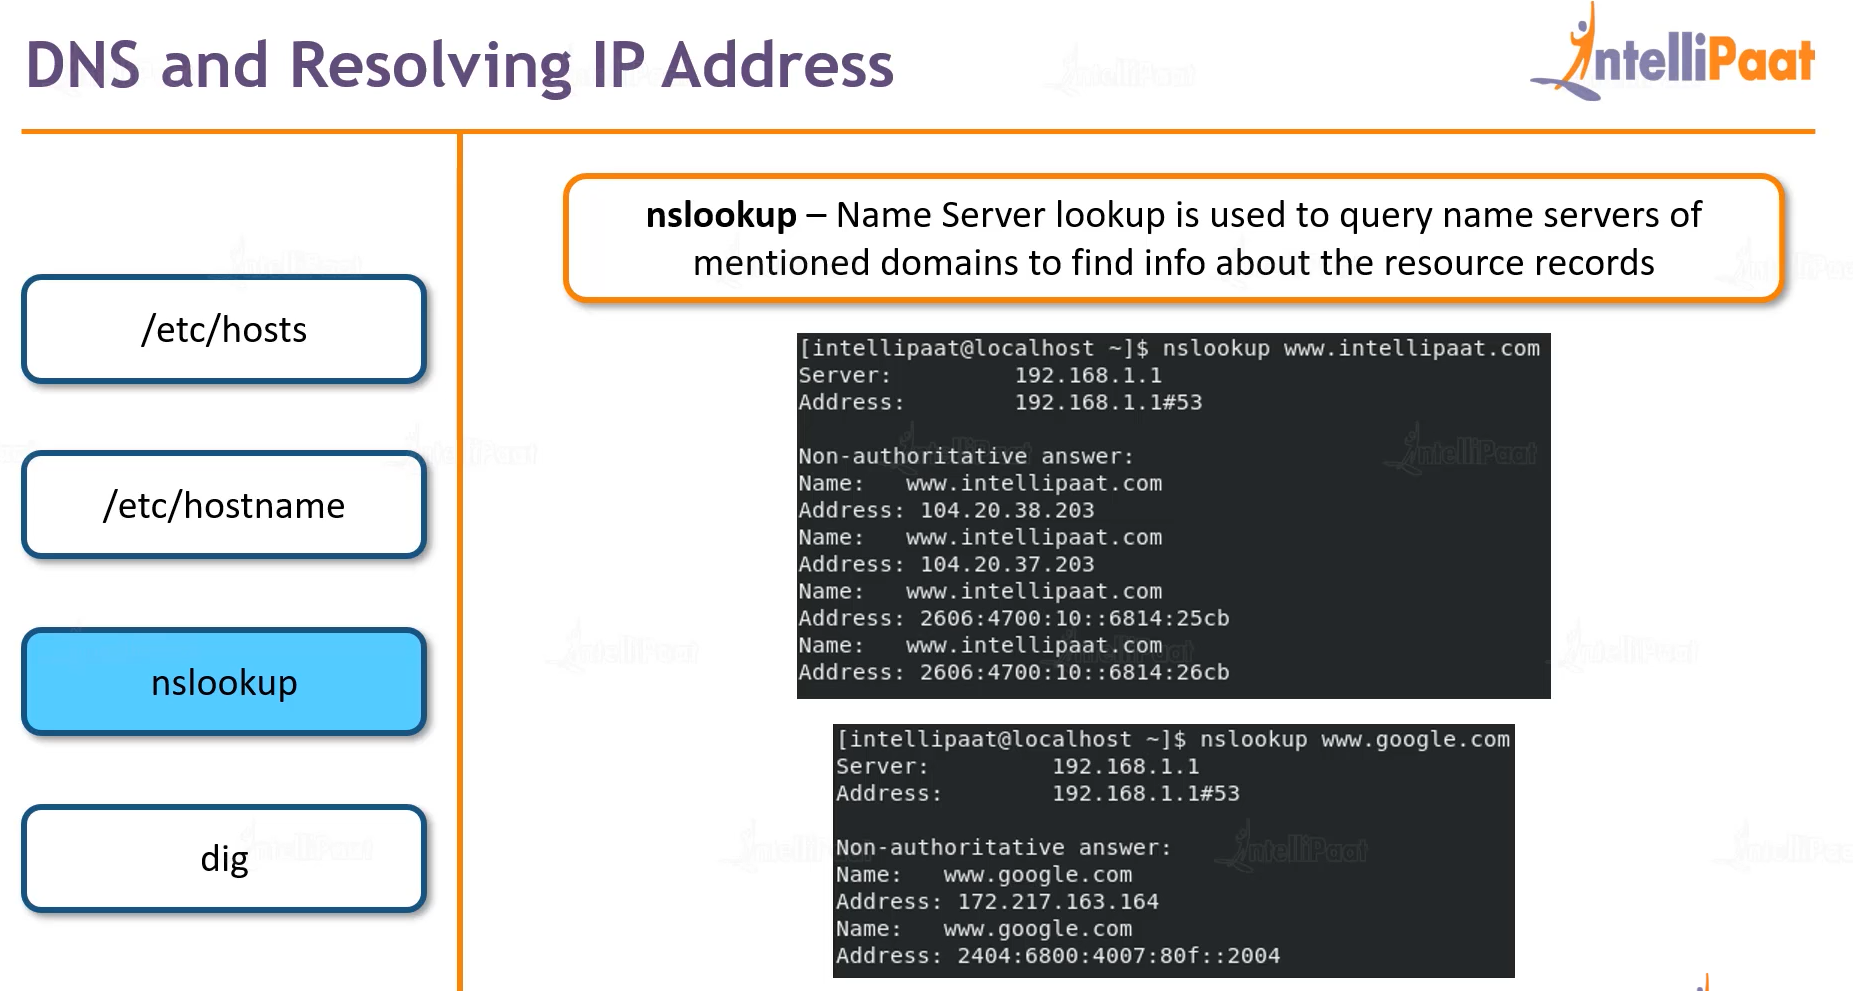 DNS and Resolving IP Address
IntelliPaat
/etc/hosts
/etc/hostname
nslookup
dig
nslookup – Name Server lookup is used to query name servers of
mentioned domains to find info about the resource records
[intellipaat@localhost ~]$ nslookup www.intellipaat.com
Server:         192.168.1.1
Address:        192.168.1.1#53
Non-authoritative answer:
Name:   www.intellipaat.com
Address: 104.20.38.203
Name:   www.intellipaat.com
Address: 104.20.37.203
Name:   www.intellipaat.com
Address: 2606:4700:10::6814:25cb
Name:   www.intellipaat.com
Address: 2606:4700:10::6814:26cb
[intellipaat@localhost ~]$ nslookup www.google.com
Server:         192.168.1.1
Address:        192.168.1.1#53
Non-authoritative answer:
Name:   www.google.com
Address: 172.217.163.164
Name:   www.google.com
Address: 2404:6800:4007:80f::2004